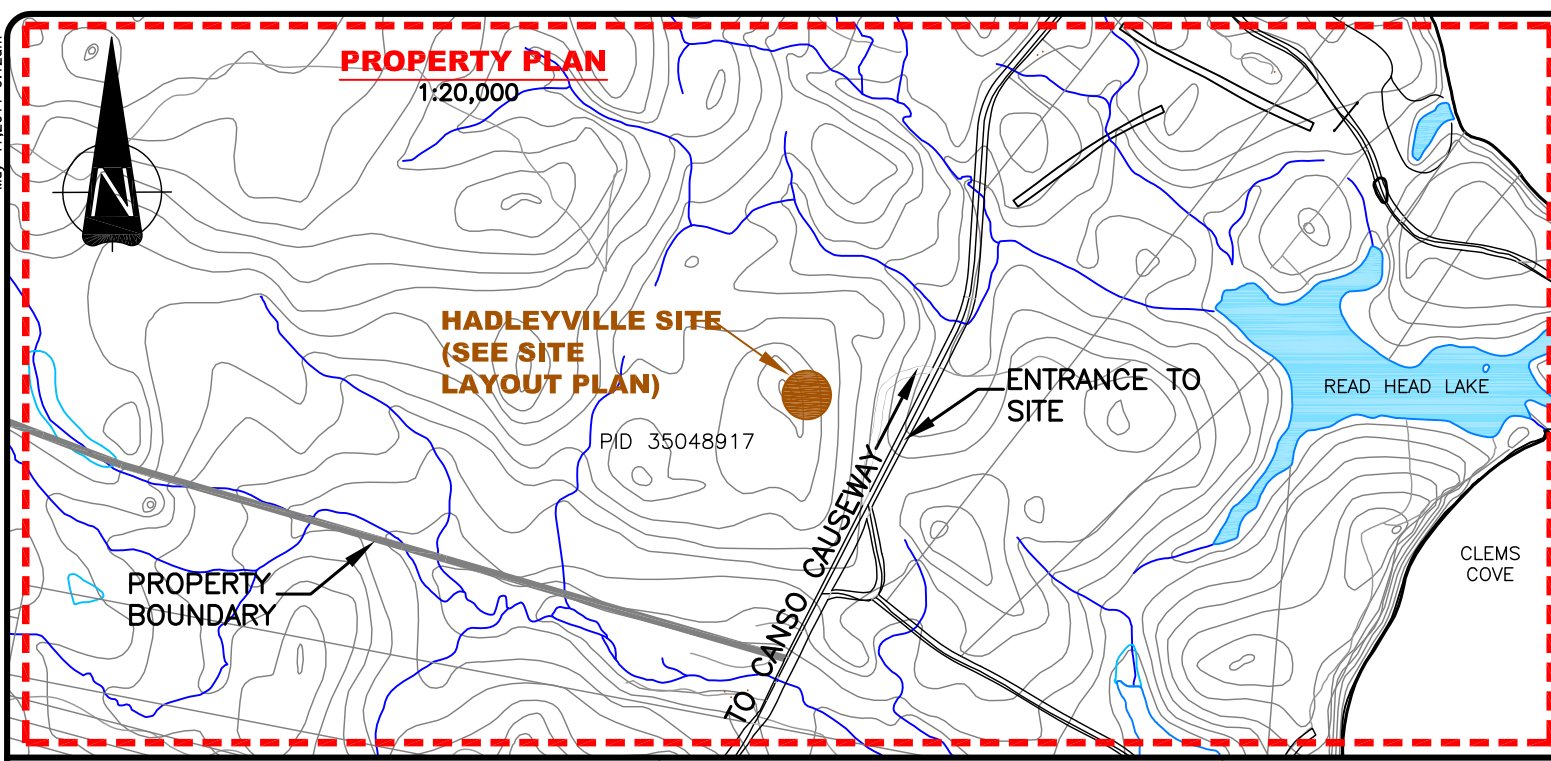 PROPERTY PLAN
1:20,000
N
HADLEYVILLE SITE
(SEE SITE
LAYOUT PLAN)
PID 35048917
ENTRANCE TO
SITE
READ HEAD LAKE
TO CANSO CAUSEWAY
CLEMS
COVE
PROPERTY
BOUNDARY